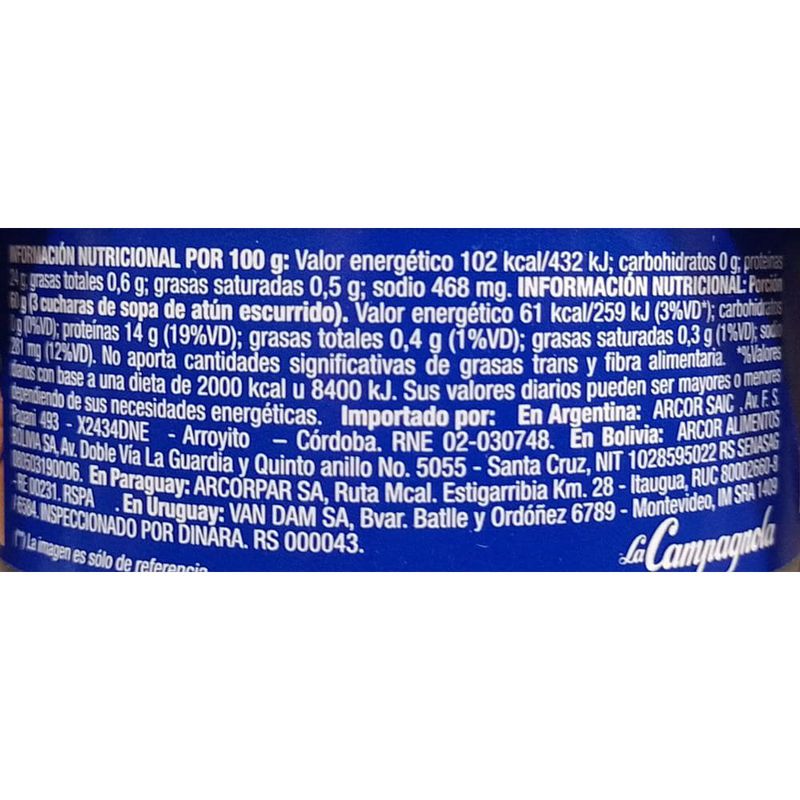 INFORMACIÓN NUTRICIONAL POR 100 g: Valor energético 102 kcal/432 kJ; carbohidratos 0 g; proteínas
24 g; grasas totales 0,6 g; grasas saturadas 0,5 g; sodio 468 mg. INFORMACIÓN NUTRICIONAL: Porción
60 g (3 cucharas de sopa de atún escurrido). Valor energético 61 kcal/259 kJ (3%VD*); carbohidratos
0 g (0%VD); proteínas 14 g (19%VD); grasas totales 0,4 g (1%VD); grasas saturadas 0,3 g (1%VD); sodio
281 mg (12%VD). No aporta cantidades significativas de grasas trans y fibra alimentaria. *%Valores
diarios con base a una dieta de 2000 kcal u 8400 kJ. Sus valores diarios pueden ser mayores o menores
dependiendo de sus necesidades energéticas. Importado por: En Argentina: ARCOR SAIC , Av. F. S.
Pagani 493 - X2434DNE - Arroyito – Córdoba. RNE 02-030748. En Bolivia: ARCOR ALIMENTOS
BOLIVIA SA, Av. Doble Vía La Guardia y Quinto anillo No. 5055 - Santa Cruz, NIT 1028595022 RS SENASAG
080503190006. En Paraguay: ARCORPAR SA, Ruta Mcal. Estigarribia Km. 28 - Itaugua, RUC 80002660-8
- RE 00231. RSPA . En Uruguay: VAN DAM SA, Bvar. Batlle y Ordóñez 6789 - Montevideo, IM SRA 1409
6584. INSPECCIONADO POR DINARA. RS 000043.
(*) La imagen es sólo de referencia
La Campagnola